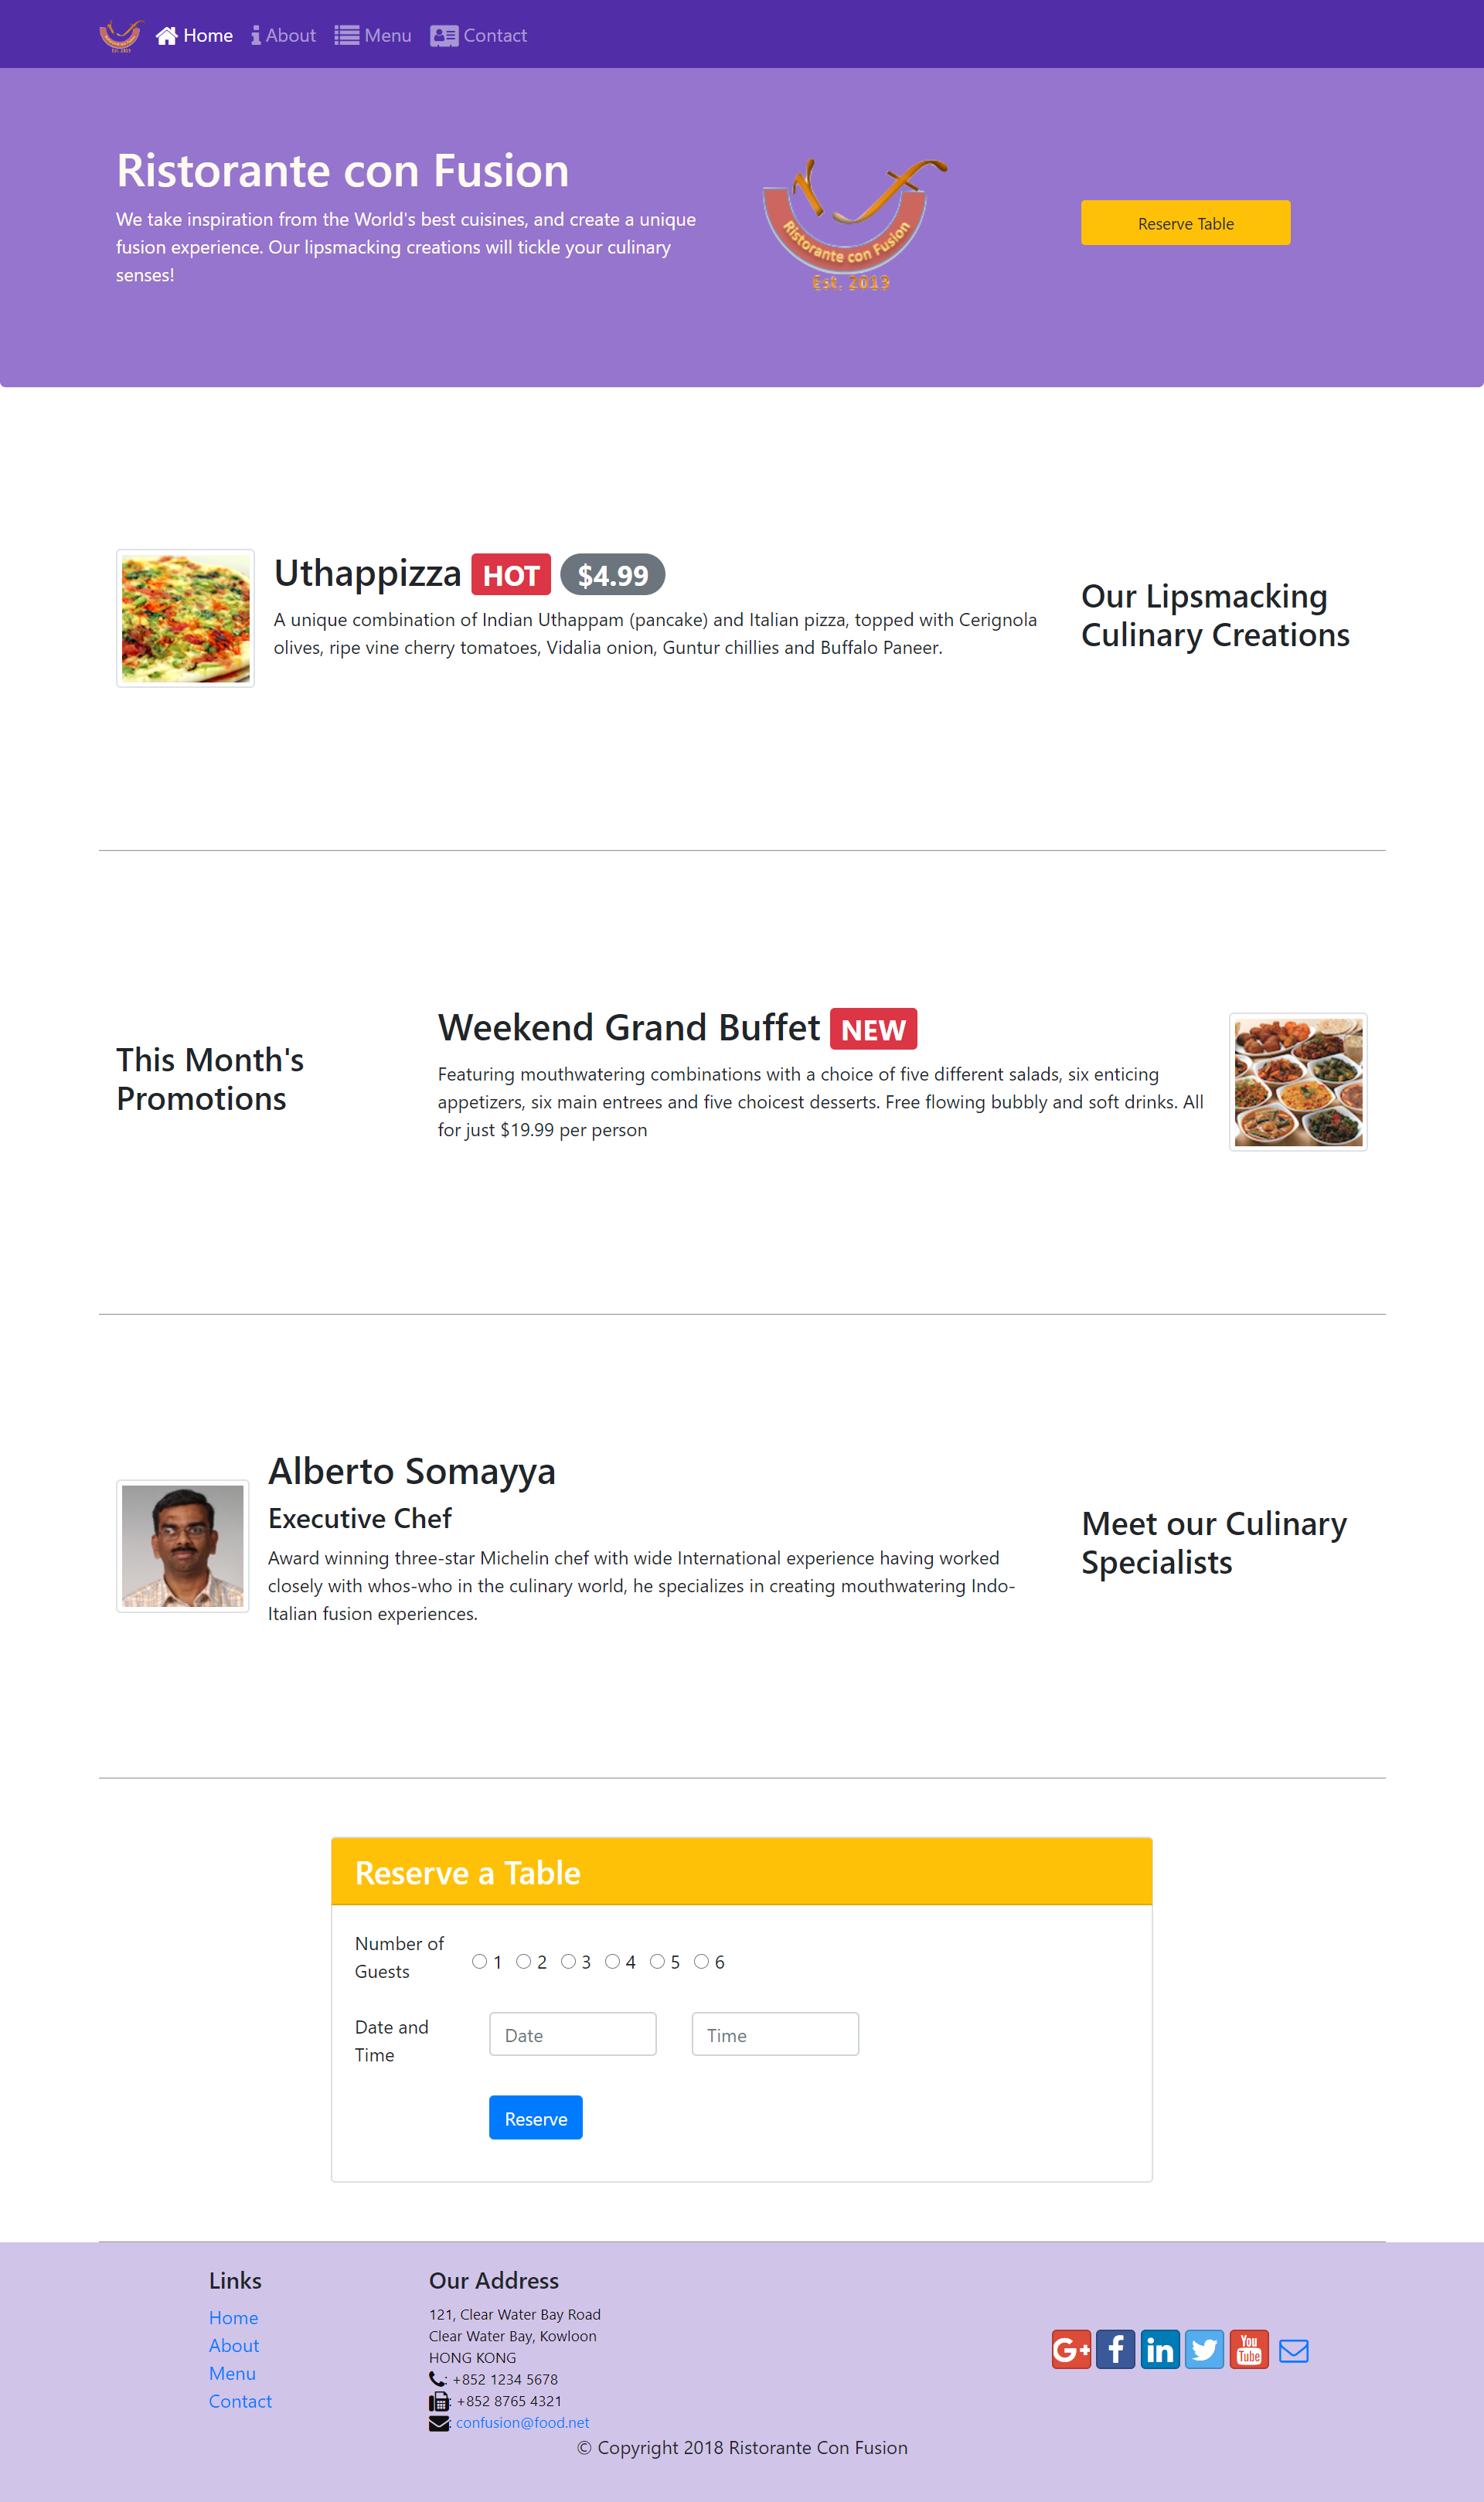 Home About Menu Contact
Ristorante con Fusion
We take inspiration from the World's best cuisines, and create a unique
fusion experience. Our lipsmacking creations will tickle your culinary
senses!
Ristorante con Fusion
Est. 2013
Reserve Table
Uthappizza HOT $4.99
A unique combination of Indian Uthappam (pancake) and Italian pizza, topped with Cerignola
olives, ripe vine cherry tomatoes, Vidalia onion, Guntur chillies and Buffalo Paneer.
Our Lipsmacking
Culinary Creations
This Month's
Promotions
Weekend Grand Buffet NEW
Featuring mouthwatering combinations with a choice of five different salads, six enticing
appetizers, six main entrees and five choicest desserts. Free flowing bubbly and soft drinks. All
for just $19.99 per person
Alberto Somayya
Executive Chef
Award winning three-star Michelin chef with wide International experience having worked
closely with whos-who in the culinary world, he specializes in creating mouthwatering Indo-
Italian fusion experiences.
Meet our Culinary
Specialists
Reserve a Table
Number of
Guests
1 2 3 4 5 6
Date and
Time
Date
Time
Reserve
Links
Home
About
Menu
Contact
Our Address
121, Clear Water Bay Road
Clear Water Bay, Kowloon
HONG KONG
: +852 1234 5678
: +852 8765 4321
: confusion@food.net
G+ f in You Tube
© Copyright 2018 Ristorante Con Fusion